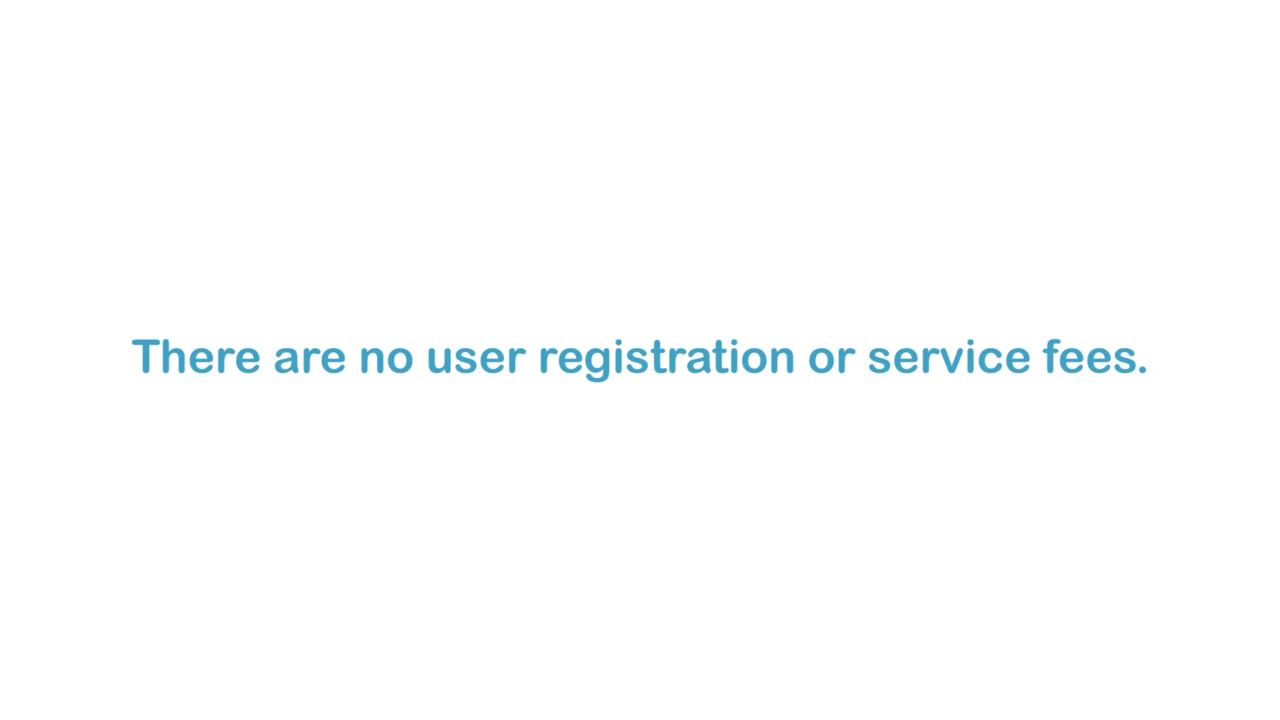 There are no user registration or service fees.